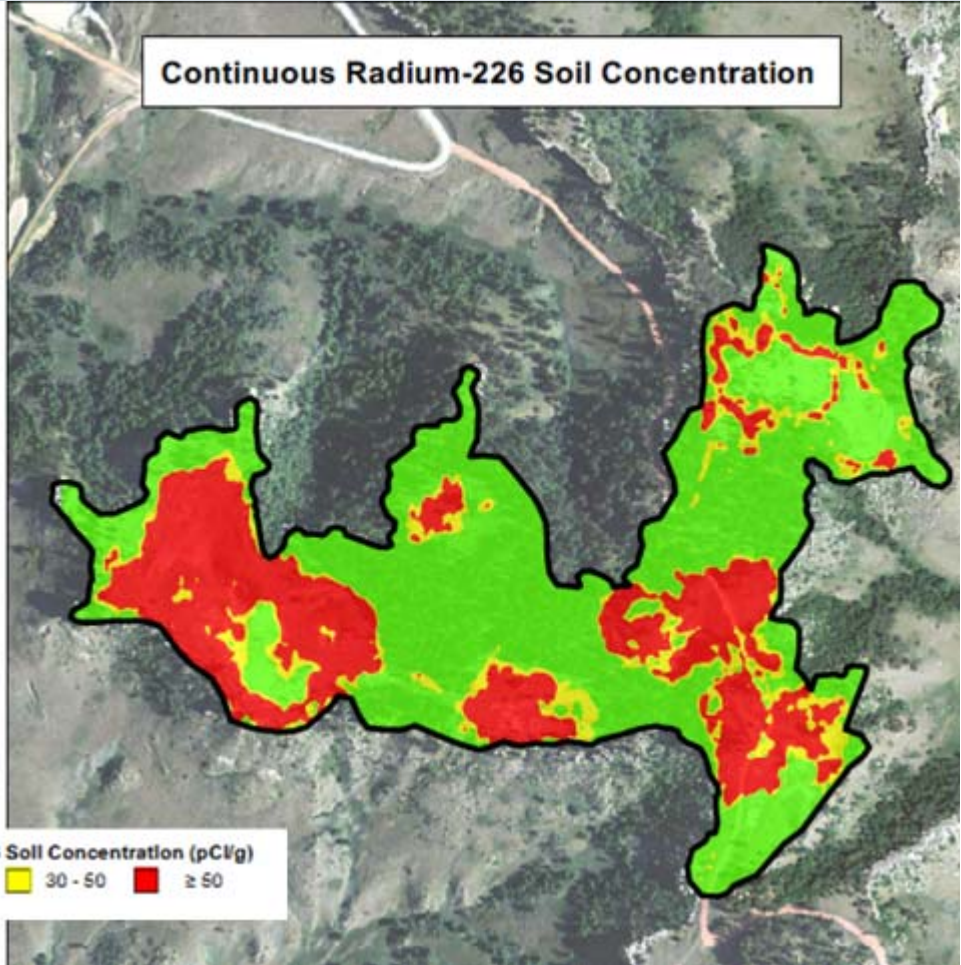 Continuous Radium-226 Soil Concentration
Soil Concentration (pCi/g)
30 - 50 ≥ 50